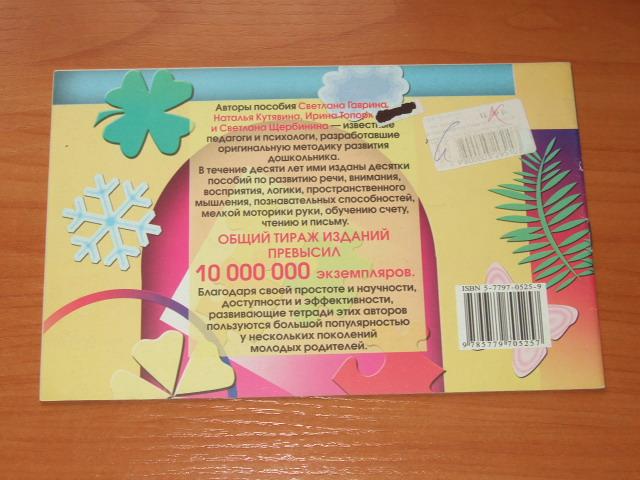 Авторы пособия Светлана Гаврина,
Наталья Кутявина, Ирина
и Светлана Щербинина — известные
педагоги и психологи, разработавшие
оригинальную методику развития
дошкольника.
В течение десяти лет ими изданы десятки
пособий по развитию речи, внимания,
восприятия, логики, пространственного
мышления, познавательных способностей,
мелкой моторики руки, обучению счету,
чтению и письму.
ОБЩИЙ ТИРАЖ ИЗДАНИЙ
ПРЕВЫСИЛ
10 000 000 экземпляров.
Благодаря своей простоте и научности,
доступности и эффективности,
развивающие тетради этих авторов
пользуются большой популярностью
у нескольких поколений
молодых родителей.
ISBN 5-7797-0525-9
9 785779 705257